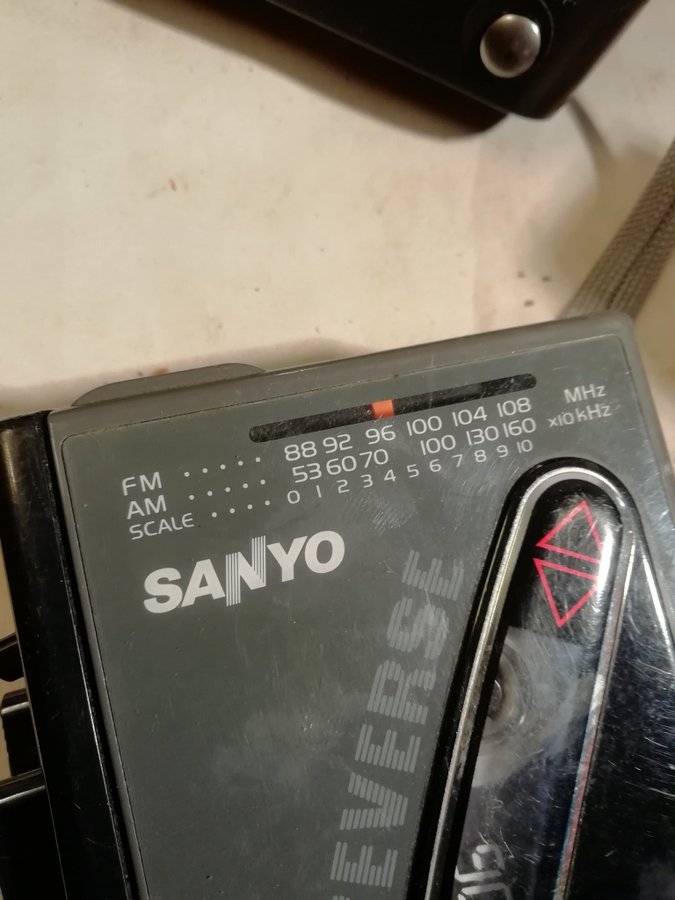 FM ..... 88 92 96 100 104 108 MHz
AM ..... 53 60 70 100 130 160 x10 kHz
SCALE .... 0 1 2 3 4 5 6 7 8 9 10
SANYO
EVERSE